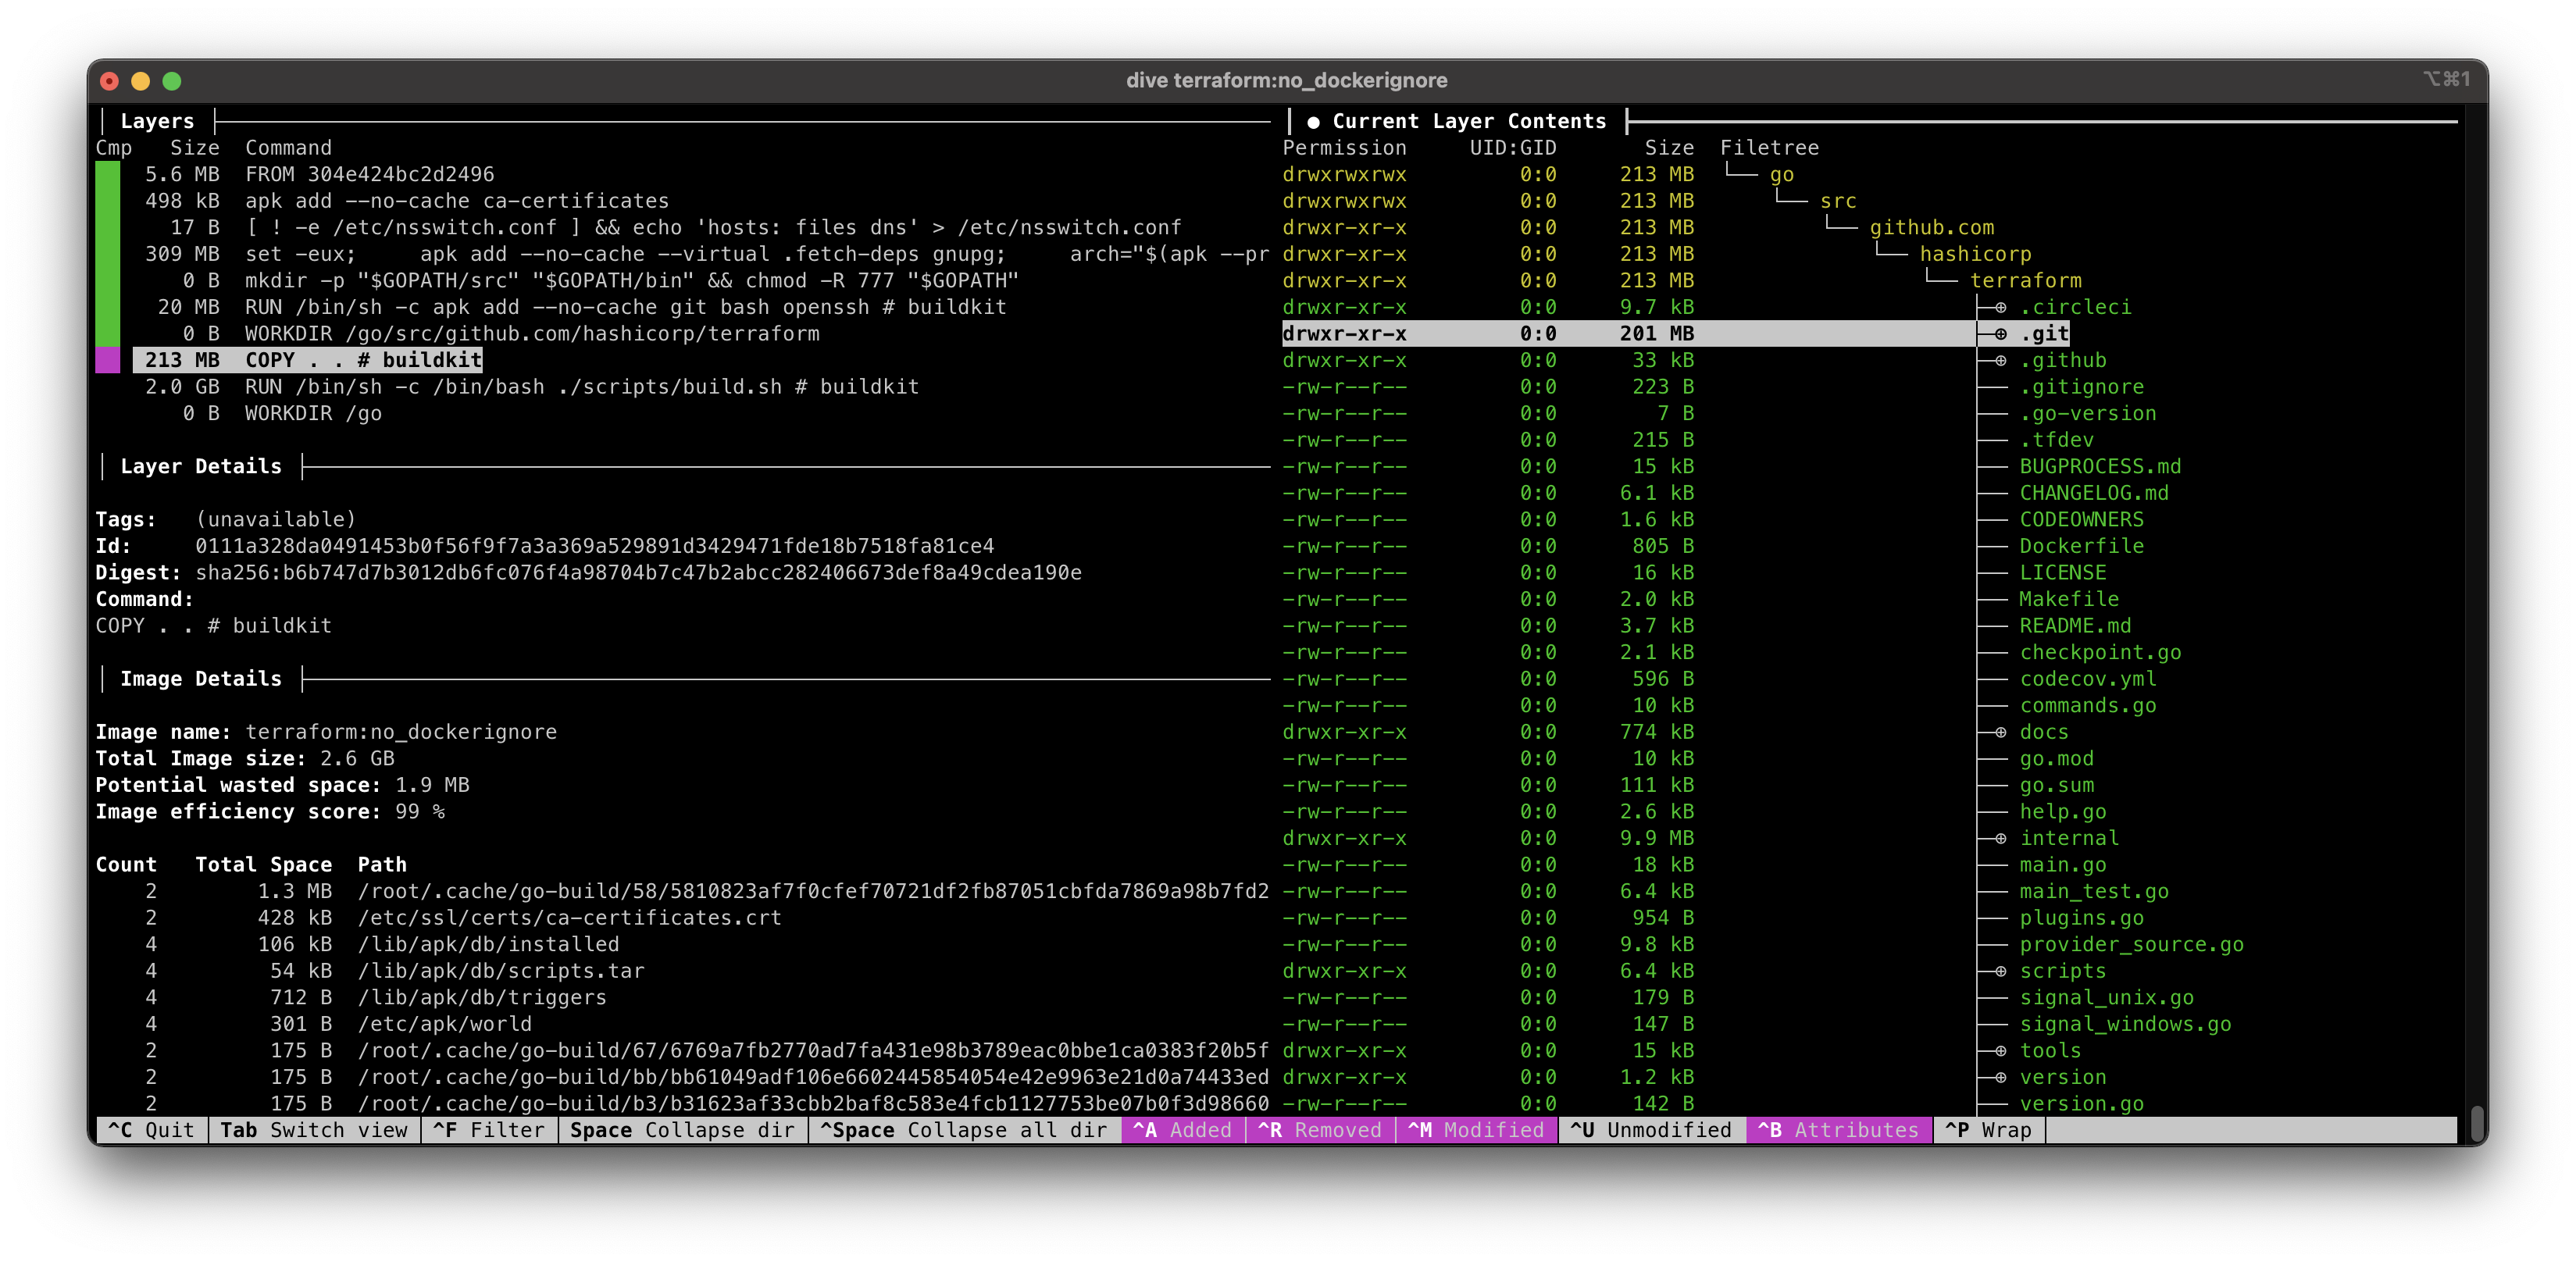 dive terraform:no_dockerignore
⌥⌘1
Layers
Cmp Size Command
5.6 MB FROM 304e424bc2d2496
498 kB apk add --no-cache ca-certificates
17 B [ ! -e /etc/nsswitch.conf ] && echo 'hosts: files dns' > /etc/nsswitch.conf
309 MB set -eux; apk add --no-cache --virtual .fetch-deps gnupg; arch="$(apk --pr
0 B mkdir -p "$GOPATH/src" "$GOPATH/bin" && chmod -R 777 "$GOPATH"
20 MB RUN /bin/sh -c apk add --no-cache git bash openssh # buildkit
0 B WORKDIR /go/src/github.com/hashicorp/terraform
213 MB COPY . . # buildkit
2.0 GB RUN /bin/sh -c /bin/bash ./scripts/build.sh # buildkit
0 B WORKDIR /go
Layer Details
Tags: (unavailable)
Id: 0111a328da0491453b0f56f9f7a3a369a529891d3429471fde18b7518fa81ce4
Digest: sha256:b6b747d7b3012db6fc076f4a98704b7c47b2abcc282406673def8a49cdea190e
Command:
COPY . . # buildkit
Image Details
Image name: terraform:no_dockerignore
Total Image size: 2.6 GB
Potential wasted space: 1.9 MB
Image efficiency score: 99 %
Count Total Space Path
2 1.3 MB /root/.cache/go-build/58/5810823af7f0cfef70721df2fb87051cbfda7869a98b7fd2
2 428 kB /etc/ssl/certs/ca-certificates.crt
4 106 kB /lib/apk/db/installed
4 54 kB /lib/apk/db/scripts.tar
4 712 B /lib/apk/db/triggers
4 301 B /etc/apk/world
2 175 B /root/.cache/go-build/67/6769a7fb2770ad7fa431e98b3789eac0bbe1ca0383f20b5f
2 175 B /root/.cache/go-build/bb/bb61049adf106e6602445854054e42e9963e21d0a74433ed
2 175 B /root/.cache/go-build/b3/b31623af33cbb2baf8c583e4fcb1127753be07b0f3d98660
● Current Layer Contents
Permission UID:GID Size Filetree
drwxrwxrwx 0:0 213 MB └── go
drwxrwxrwx 0:0 213 MB └── src
drwxr-xr-x 0:0 213 MB └── github.com
drwxr-xr-x 0:0 213 MB └── hashicorp
drwxr-xr-x 0:0 213 MB └── terraform
drwxr-xr-x 0:0 9.7 kB ├─⊕ .circleci
drwxr-xr-x 0:0 201 MB ├─⊕ .git
drwxr-xr-x 0:0 33 kB ├─⊕ .github
-rw-r--r-- 0:0 223 B ├── .gitignore
-rw-r--r-- 0:0 7 B ├── .go-version
-rw-r--r-- 0:0 215 B ├── .tfdev
-rw-r--r-- 0:0 15 kB ├── BUGPROCESS.md
-rw-r--r-- 0:0 6.1 kB ├── CHANGELOG.md
-rw-r--r-- 0:0 1.6 kB ├── CODEOWNERS
-rw-r--r-- 0:0 805 B ├── Dockerfile
-rw-r--r-- 0:0 16 kB ├── LICENSE
-rw-r--r-- 0:0 2.0 kB ├── Makefile
-rw-r--r-- 0:0 3.7 kB ├── README.md
-rw-r--r-- 0:0 2.1 kB ├── checkpoint.go
-rw-r--r-- 0:0 596 B ├── codecov.yml
-rw-r--r-- 0:0 10 kB ├── commands.go
drwxr-xr-x 0:0 774 kB ├─⊕ docs
-rw-r--r-- 0:0 10 kB ├── go.mod
-rw-r--r-- 0:0 111 kB ├── go.sum
-rw-r--r-- 0:0 2.6 kB ├── help.go
drwxr-xr-x 0:0 9.9 MB ├─⊕ internal
-rw-r--r-- 0:0 18 kB ├── main.go
-rw-r--r-- 0:0 6.4 kB ├── main_test.go
-rw-r--r-- 0:0 954 B ├── plugins.go
-rw-r--r-- 0:0 9.8 kB ├── provider_source.go
drwxr-xr-x 0:0 6.4 kB ├─⊕ scripts
-rw-r--r-- 0:0 179 B ├── signal_unix.go
-rw-r--r-- 0:0 147 B ├── signal_windows.go
drwxr-xr-x 0:0 15 kB ├─⊕ tools
drwxr-xr-x 0:0 1.2 kB ├─⊕ version
-rw-r--r-- 0:0 142 B ├── version.go
^C Quit Tab Switch view ^F Filter Space Collapse dir ^Space Collapse all dir ^A Added ^R Removed ^M Modified ^U Unmodified ^B Attributes ^P Wrap